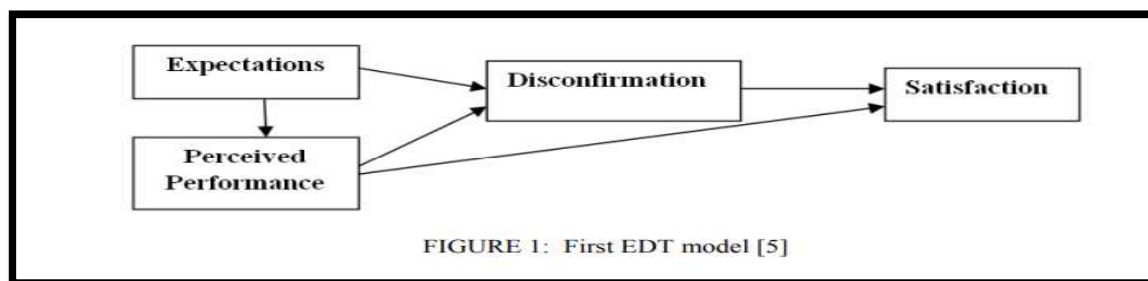 Expectations
Disconfirmation
Satisfaction
Perceived
Performance
FIGURE 1: First EDT model [5]